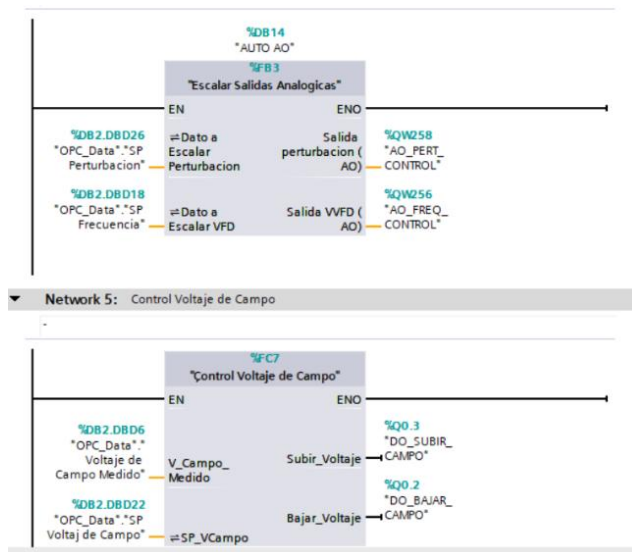 %DB14
"AUTO AO"
%FB3
"Escalar Salidas Analogicas"
EN ENO
%DB2.DBD26
"OPC_Data"."SP
Perturbacion"
Dato a
Escalar
Perturbacion
Salida
perturbacion (
AO)
%QW258
"AO_PERT_
CONTROL"
%DB2.DBD18
"OPC_Data"."SP
Frecuencia"
Dato a
Escalar VFD
Salida VVFD (
AO)
%QW256
"AO_FREQ_
CONTROL"
Network 5: Control Voltaje de Campo
-
%FC7
"Çontrol Voltaje de Campo"
EN ENO
%DB2.DBD6
"OPC_Data"."
Voltaje de
Campo Medido"
V_Campo_
Medido
Subir_Voltaje
%Q0.3
"DO_SUBIR_
CAMPO"
%DB2.DBD22
"OPC_Data"."SP
Voltaj de Campo"
SP_VCampo
Bajar_Voltaje
%Q0.2
"DO_BAJAR_
CAMPO"